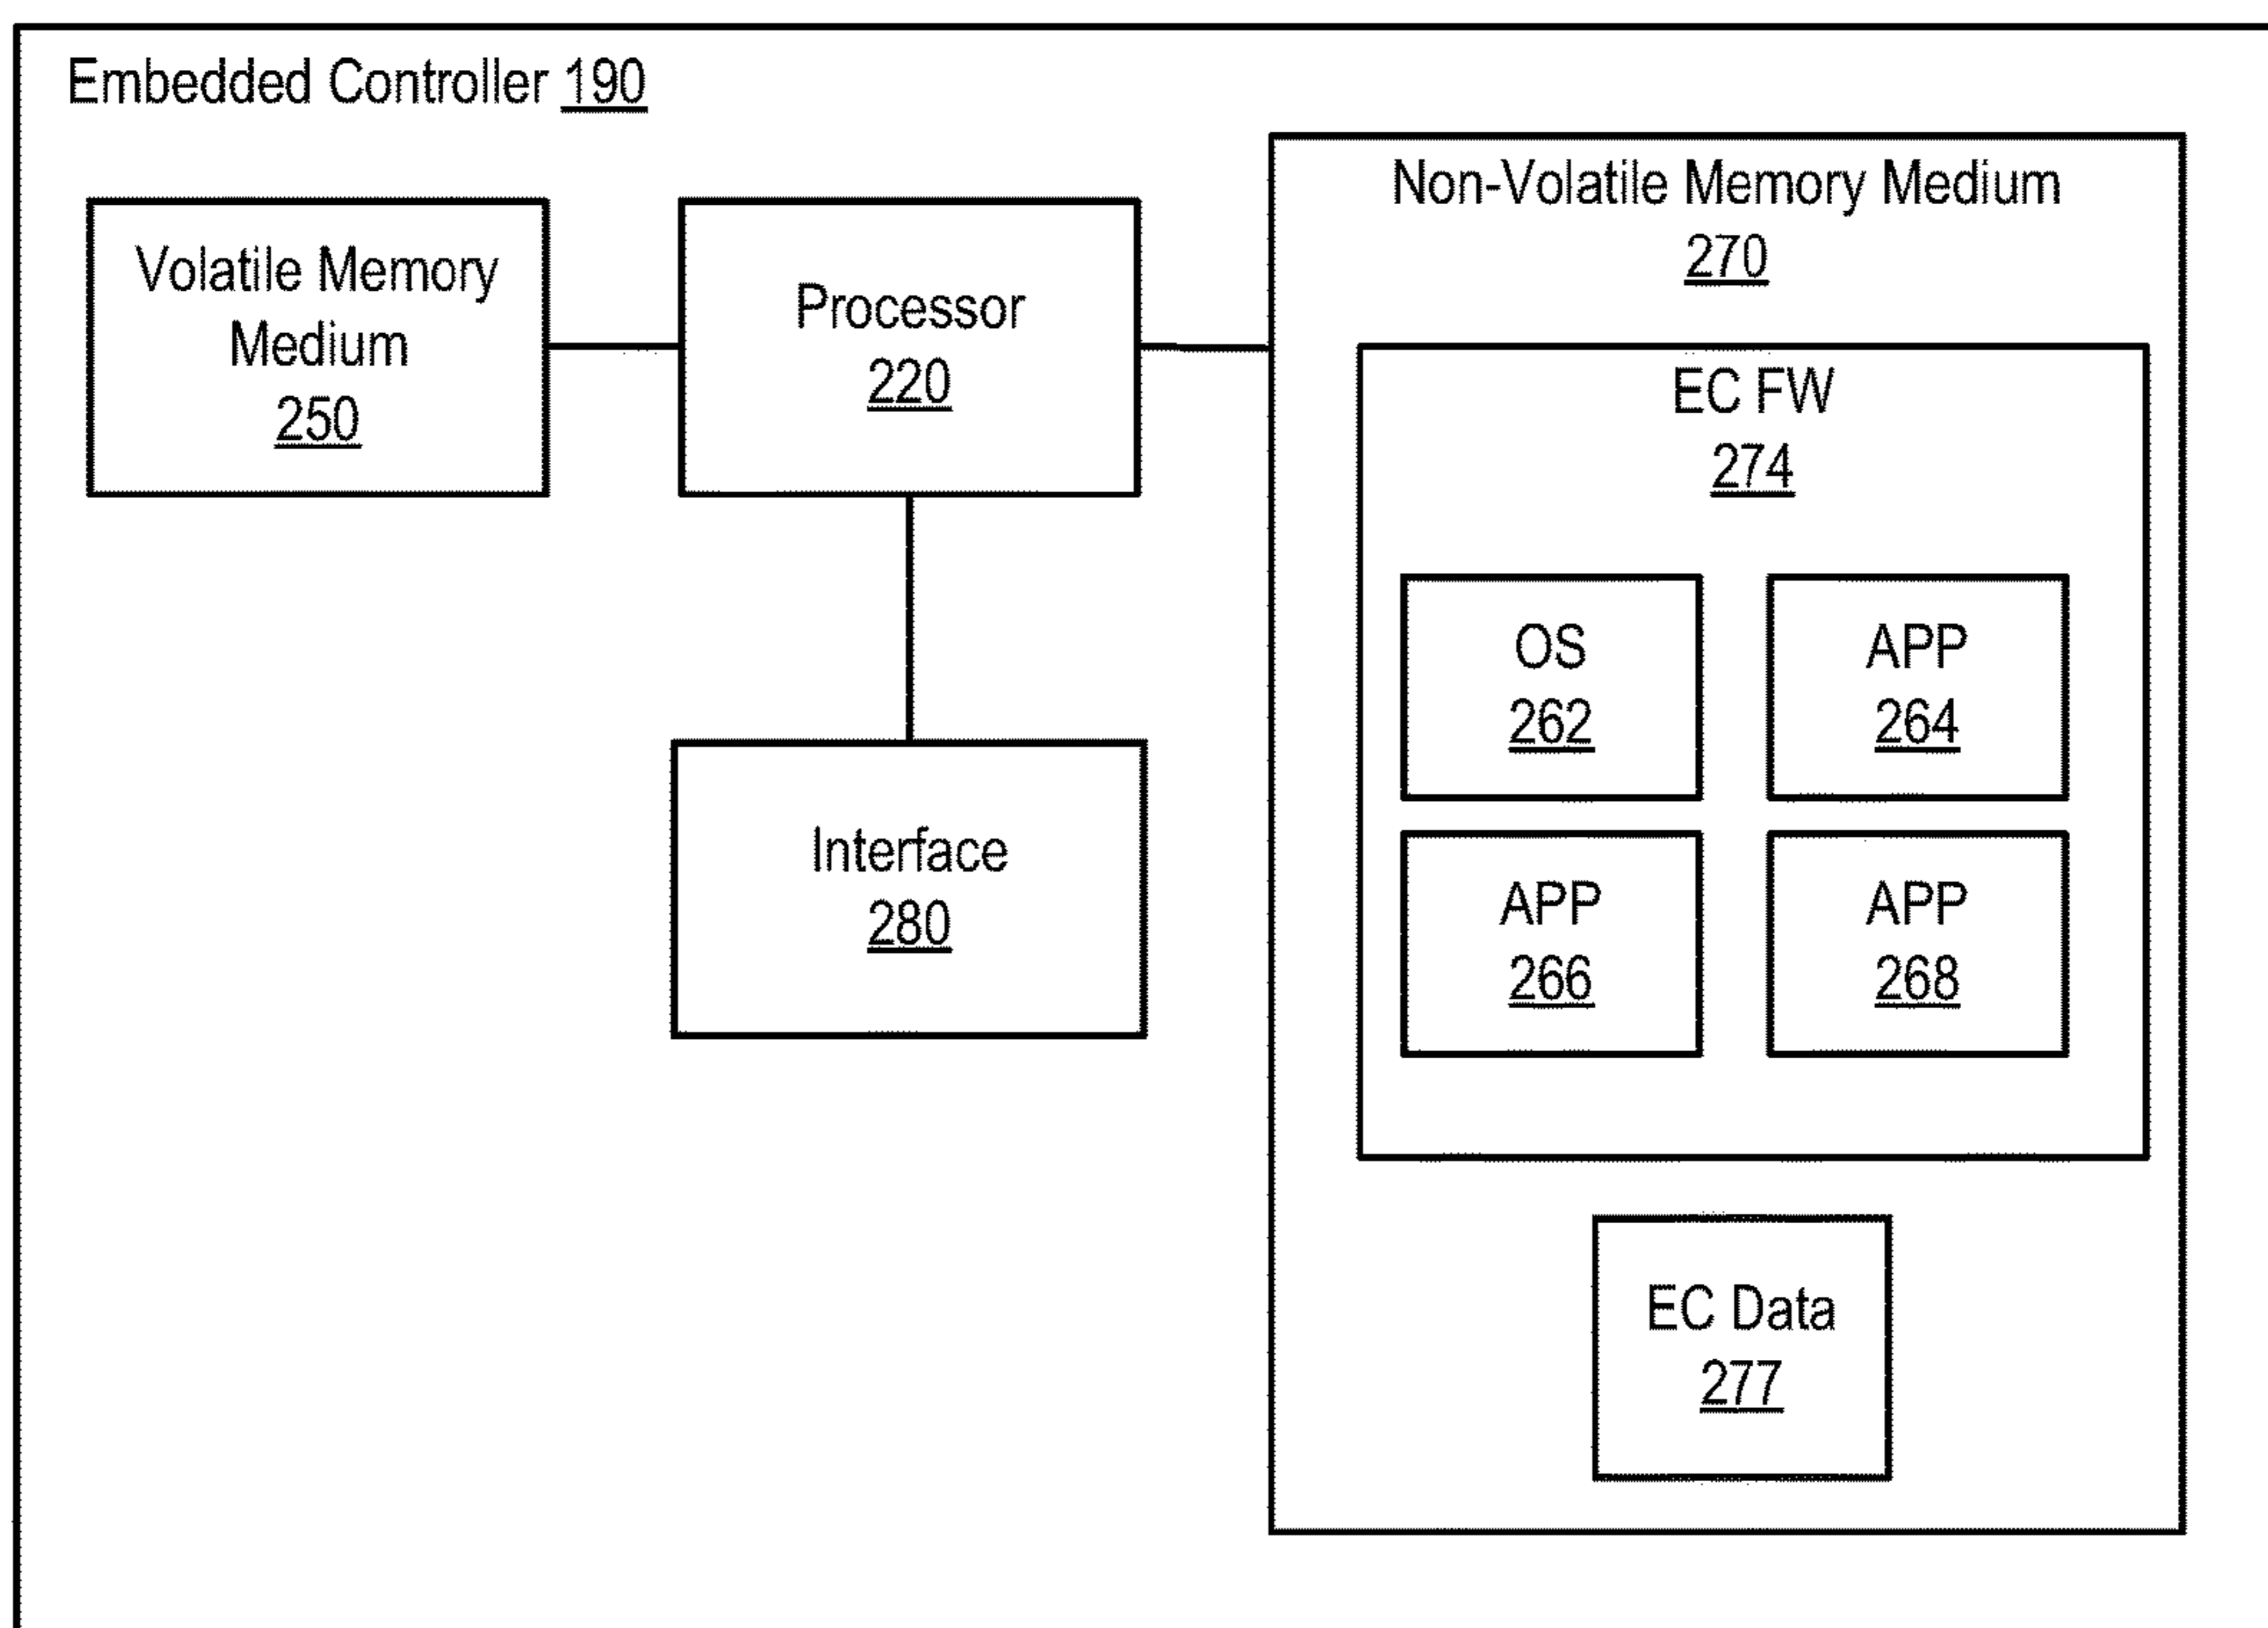 Embedded Controller 190
Volatile Memory
Medium
250
Processor
220
Non-Volatile Memory Medium
270
EC FW
274
OS
262
APP
264
APP
266
APP
268
Interface
280
EC Data
277